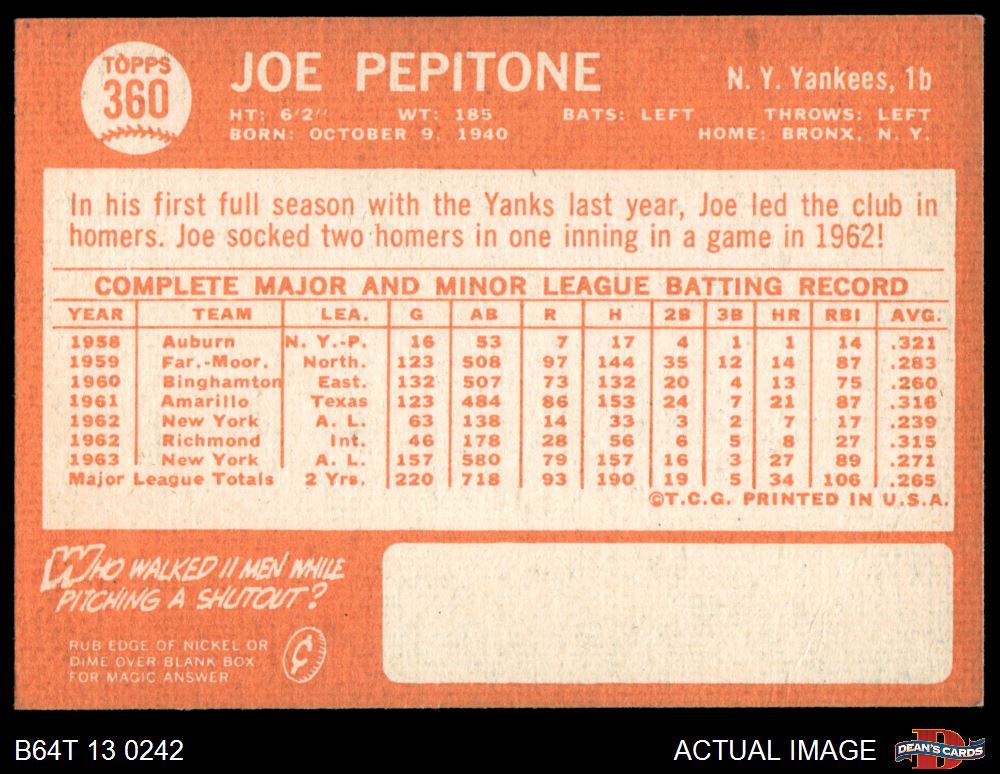 TOPPS
360
JOE PEPITONE
N. Y. Yankees, 1b
HT: 6'2" WT: 185 BATS: LEFT THROWS: LEFT
BORN: OCTOBER 9, 1940 HOME: BRONX, N. Y.
In his first full season with the Yanks last year, Joe led the club in
homers. Joe socked two homers in one inning in a game in 1962!
COMPLETE MAJOR AND MINOR LEAGUE BATTING RECORD
YEAR TEAM LEA. G AB R H 2B 3B HR RBI AVG.
1958 Auburn N. Y.-P. 16 53 7 17 4 1 1 14 .321
1959 Far.-Moor. North. 123 508 97 144 35 12 14 87 .283
1960 Binghamton East. 132 507 73 132 20 4 13 75 .260
1961 Amarillo Texas 123 484 86 153 24 7 21 87 .316
1962 New York A. L. 63 138 14 33 3 2 7 17 .239
1962 Richmond Int. 46 178 28 56 6 5 8 27 .315
1963 New York A. L. 157 580 79 157 16 3 27 89 .271
Major League Totals 2 Yrs. 220 718 93 190 19 5 34 106 .265
©T.C.G. PRINTED IN U.S.A.
WHO WALKED 11 MEN WHILE
PITCHING A SHUTOUT?
RUB EDGE OF NICKEL OR
DIME OVER BLANK BOX
FOR MAGIC ANSWER
¢
B64T 13 0242
ACTUAL IMAGE
D
DEAN'S CARDS